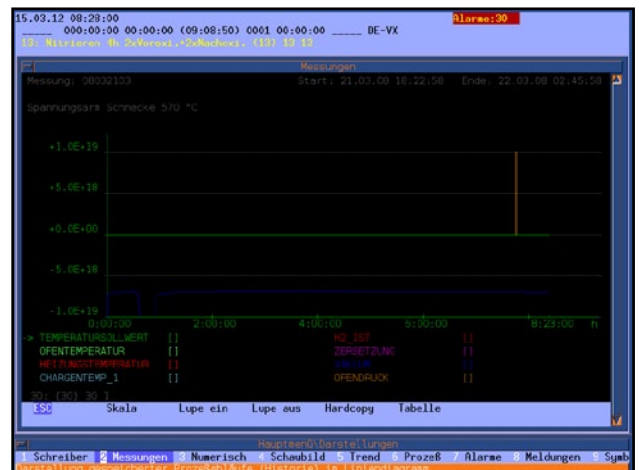 15.03.12 08:28:00 Alarme:30
_____ 000:00:00 00:00:00 (09:08:50) 0001 00:00:00 _____ DE-VX
13: Nitrieren 4h 2xVoroxi.+2xNachoxi. (13) 13 13
Messungen
Messung: 08032103 Start: 21.03.08 18:22:58 Ende: 22.03.08 02:45:58
Spannungsarm Schnecke 570 °C
+1.0E+19
+5.0E+18
+0.0E+00
-5.0E+18
-1.0E+19
0:00:00 2:00:00 4:00:00 6:00:00 8:23:00 h
-> TEMPERATURSOLLWERT [] H2_IST []
OFENTEMPERATUR [] ZERSETZUNG []
HEIZUNGSTEMPERATUR []
CHARGENTEMP_1 [] OFENDRUCK []
30: (30) 30 ]
ESC Skala Lupe ein Lupe aus Hardcopy Tabelle
Hauptmenü\Darstellungen
1 Schreiber 2 Messungen 3 Numerisch 4 Schaubild 5 Trend 6 Prozeß 7 Alarme 8 Meldungen 9 Symb
Darstellung gespeicherter Prozeßabläufe (Historie) im Liniendiagramm